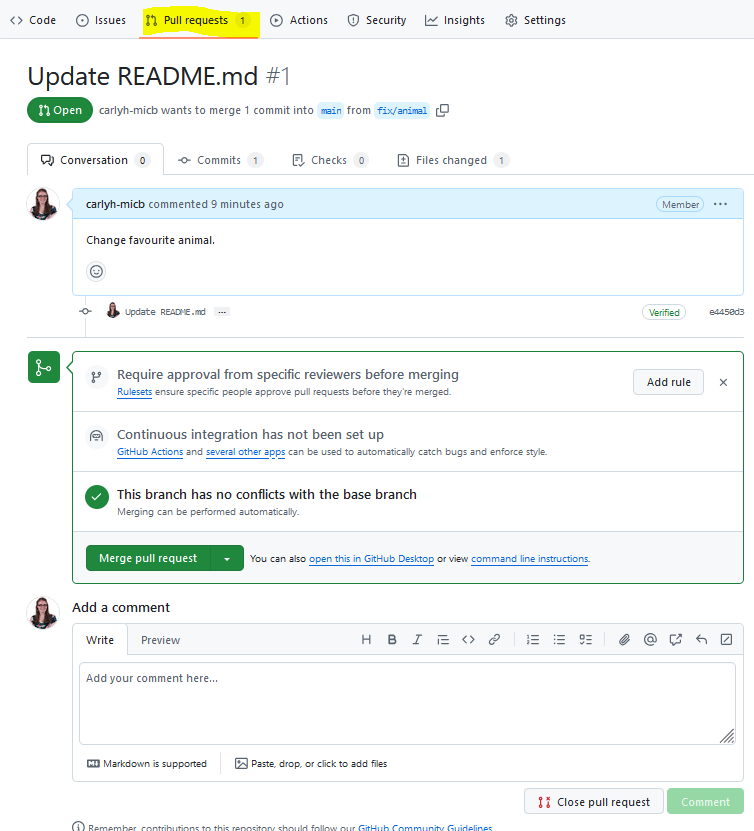 Code Issues Pull requests 1 Actions Security Insights Settings
Update README.md #1
Open carlyh-micb wants to merge 1 commit into main from fix/animal
Conversation 0 Commits 1 Checks 0 Files changed 1
carlyh-micb commented 9 minutes ago Member ...
Change favourite animal.
Update README.md ... Verified e4450d3
Require approval from specific reviewers before merging
Rulesets ensure specific people approve pull requests before they're merged.
Add rule
Continuous integration has not been set up
GitHub Actions and several other apps can be used to automatically catch bugs and enforce style.
This branch has no conflicts with the base branch
Merging can be performed automatically.
Merge pull request You can also open this in GitHub Desktop or view command line instructions.
Add a comment
Write Preview
Add your comment here...
Markdown is supported Paste, drop, or click to add files
Close pull request Comment
Remember, contributions to this repository should follow our GitHub Community Guidelines.